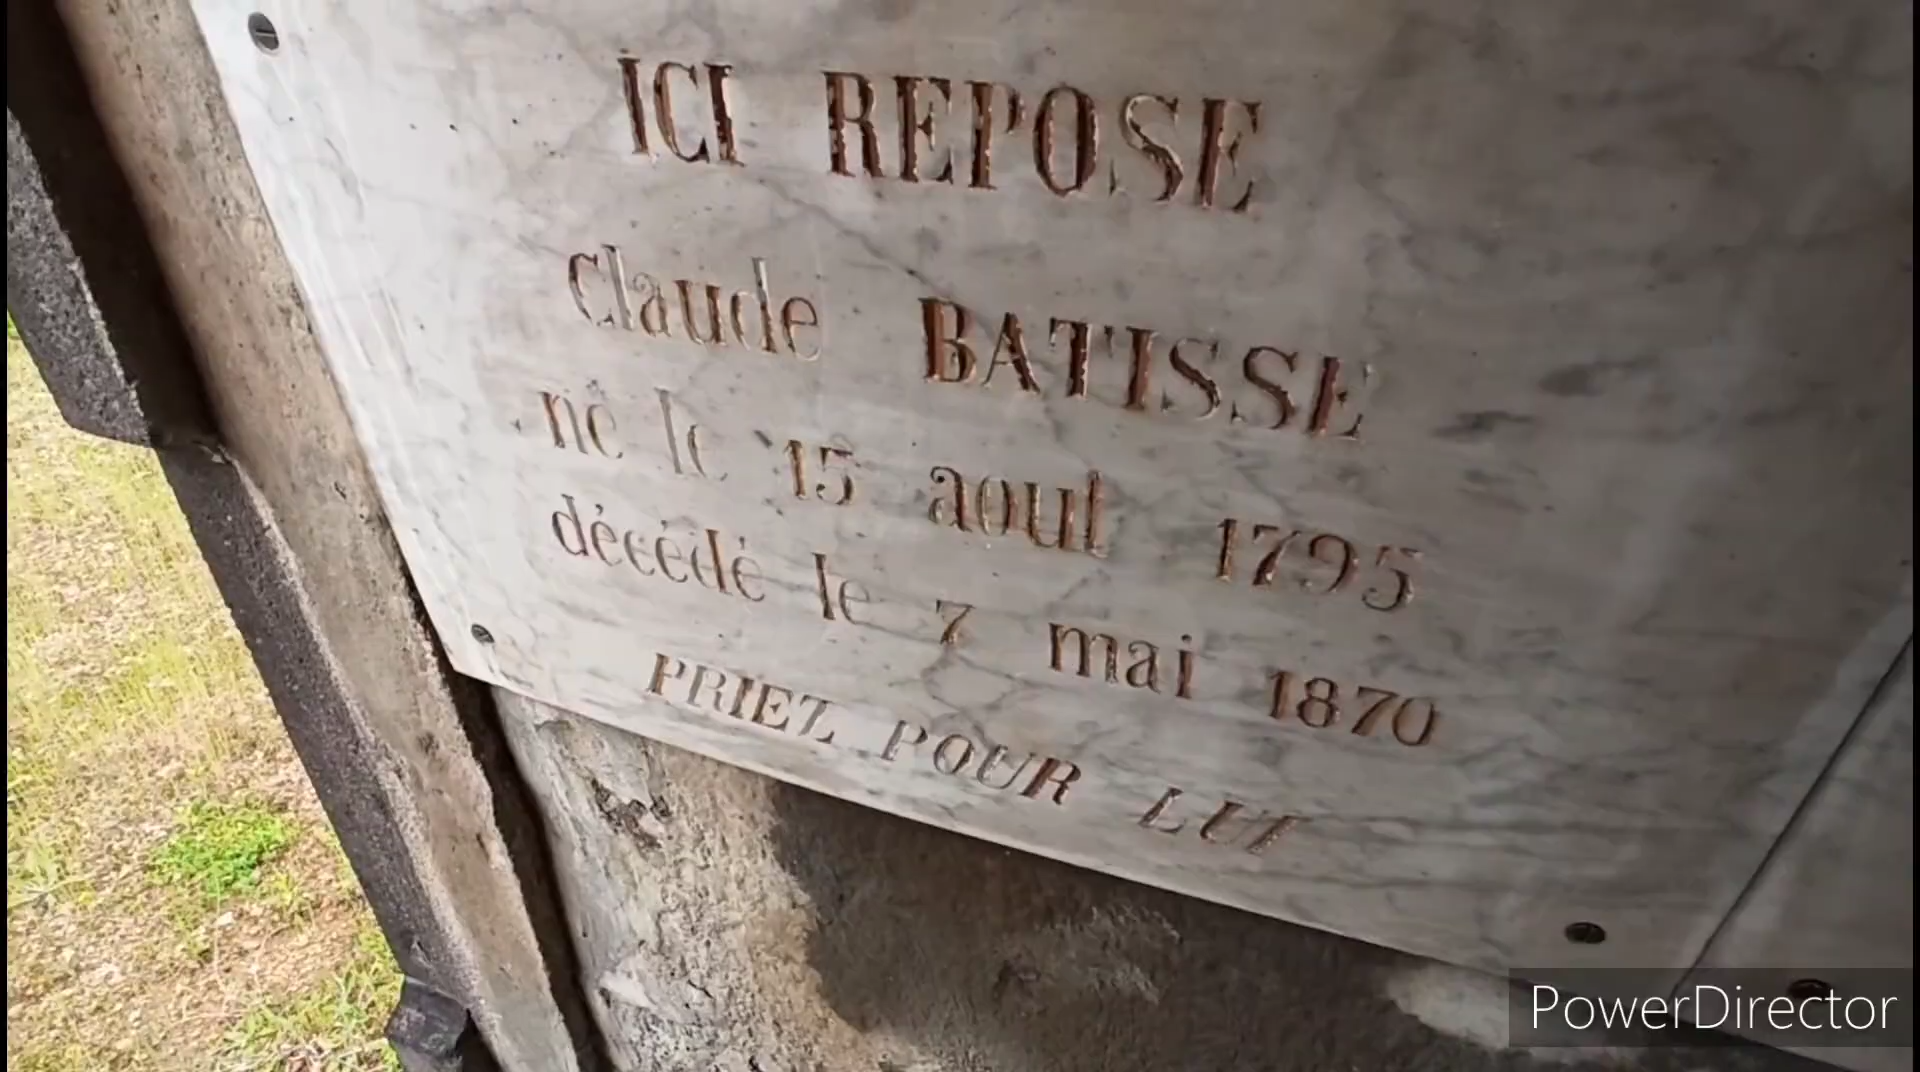 ICI REPOSE
Claude BATISSE
né le 15 aout 1795
décédé le 7 mai 1870
PRIEZ POUR LUI
PowerDirector